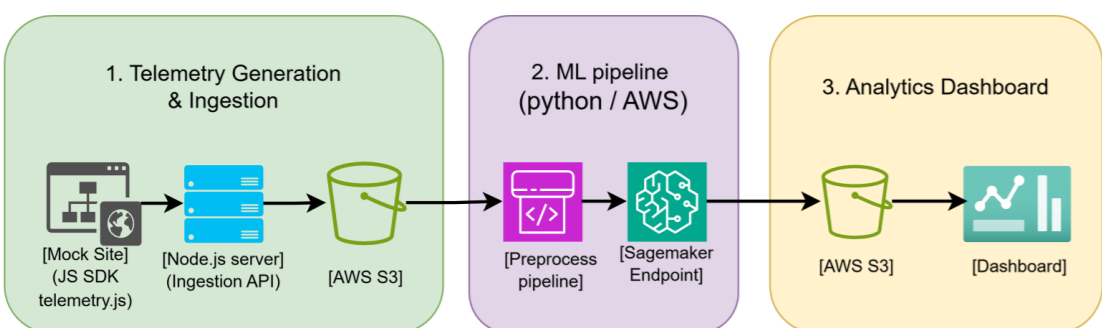 1. Telemetry Generation
& Ingestion
[Mock Site]
(JS SDK
telemetry.js)
[Node.js server]
(Ingestion API)
[AWS S3]
2. ML pipeline
(python / AWS)
</>
[Preprocess
pipeline]
[Sagemaker
Endpoint]
3. Analytics Dashboard
[AWS S3]
[Dashboard]